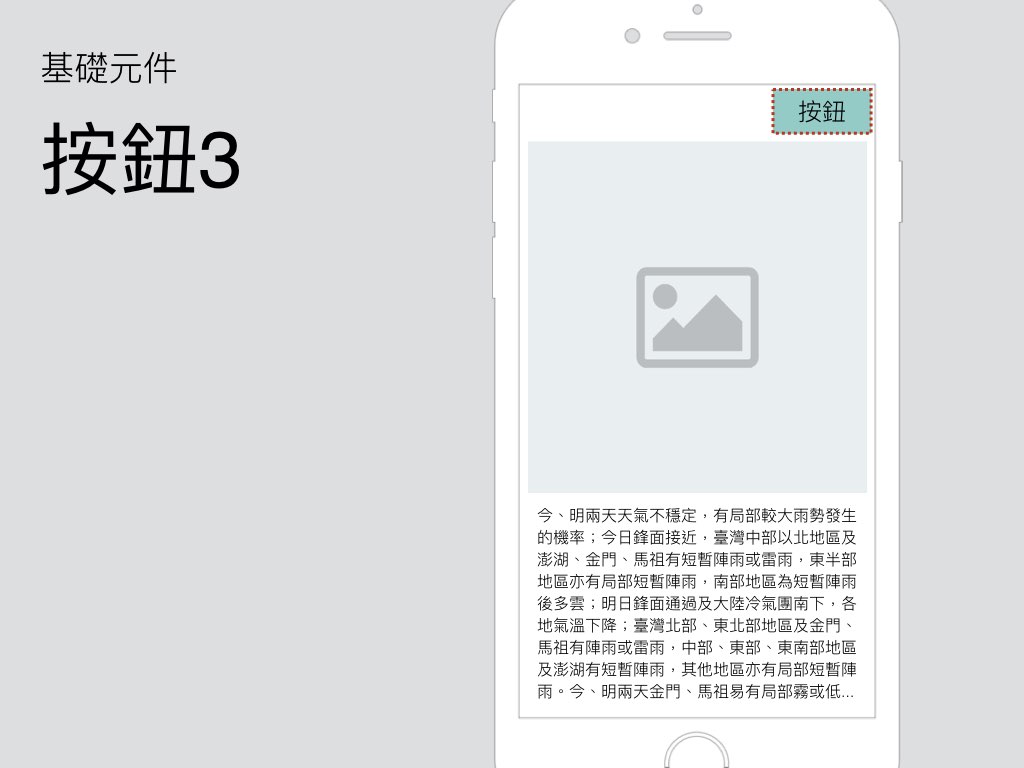 基礎元件
按鈕3
按鈕
今、明兩天天氣不穩定，有局部較大雨勢發生
的機率；今日鋒面接近，臺灣中部以北地區及
澎湖、金門、馬祖有短暫陣雨或雷雨，東半部
地區亦有局部短暫陣雨，南部地區為短暫陣雨
後多雲；明日鋒面通過及大陸冷氣團南下，各
地氣溫下降；臺灣北部、東北部地區及金門、
馬祖有陣雨或雷雨，中部、東部、東南部地區
及澎湖有短暫陣雨，其他地區亦有局部短暫陣
雨。今、明兩天金門、馬祖易有局部霧或低...